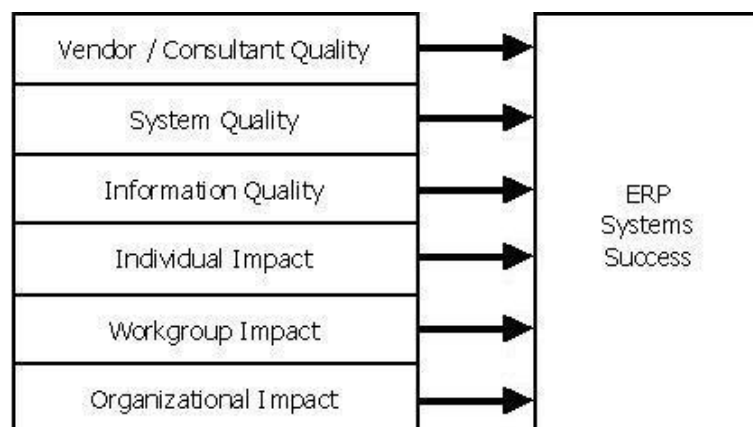 Vendor / Consultant Quality
System Quality
Information Quality
Individual Impact
Workgroup Impact
Organizational Impact
ERP
Systems
Success